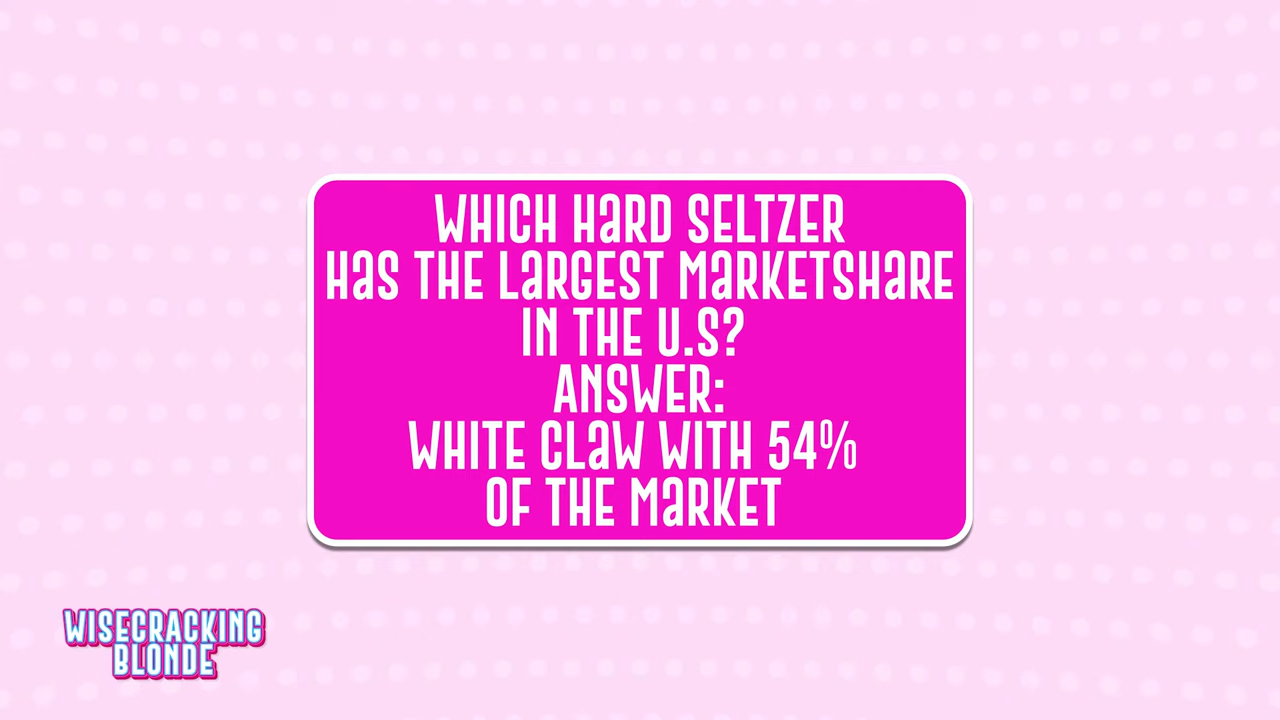 WHICH HARD SELTZER
HAS THE LARGEST MARKETSHARE
IN THE U.S?
ANSWER:
WHITE CLAW WITH 54%
OF THE MARKET
WISECRACKING
BLONDE